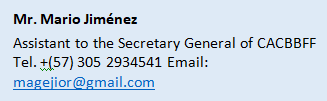 Mr. Mario Jiménez
Assistant to the Secretary General of CACBBFF
Tel. +(57) 305 2934541 Email:
magejior@gmail.com